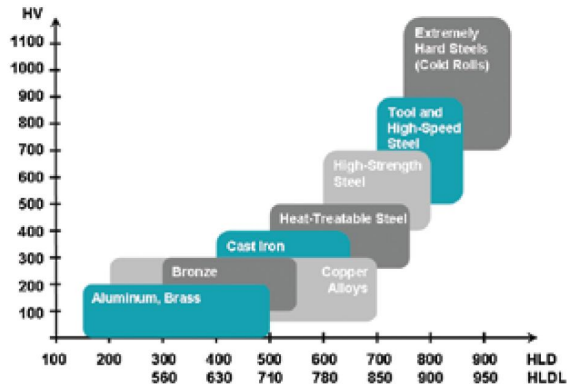 HV
1100
1000
900
800
700
600
500
400
300
200
100
Extremely
Hard Steels
(Cold Rolls)
Tool and
High-Speed
Steel
High-Strength
Steel
Heat-Treatable Steel
Cast Iron
Bronze
Copper
Alloys
Aluminum, Brass
100 200 300 400 500 600 700 800 900 HLD
560 630 710 780 850 900 950 HLDL